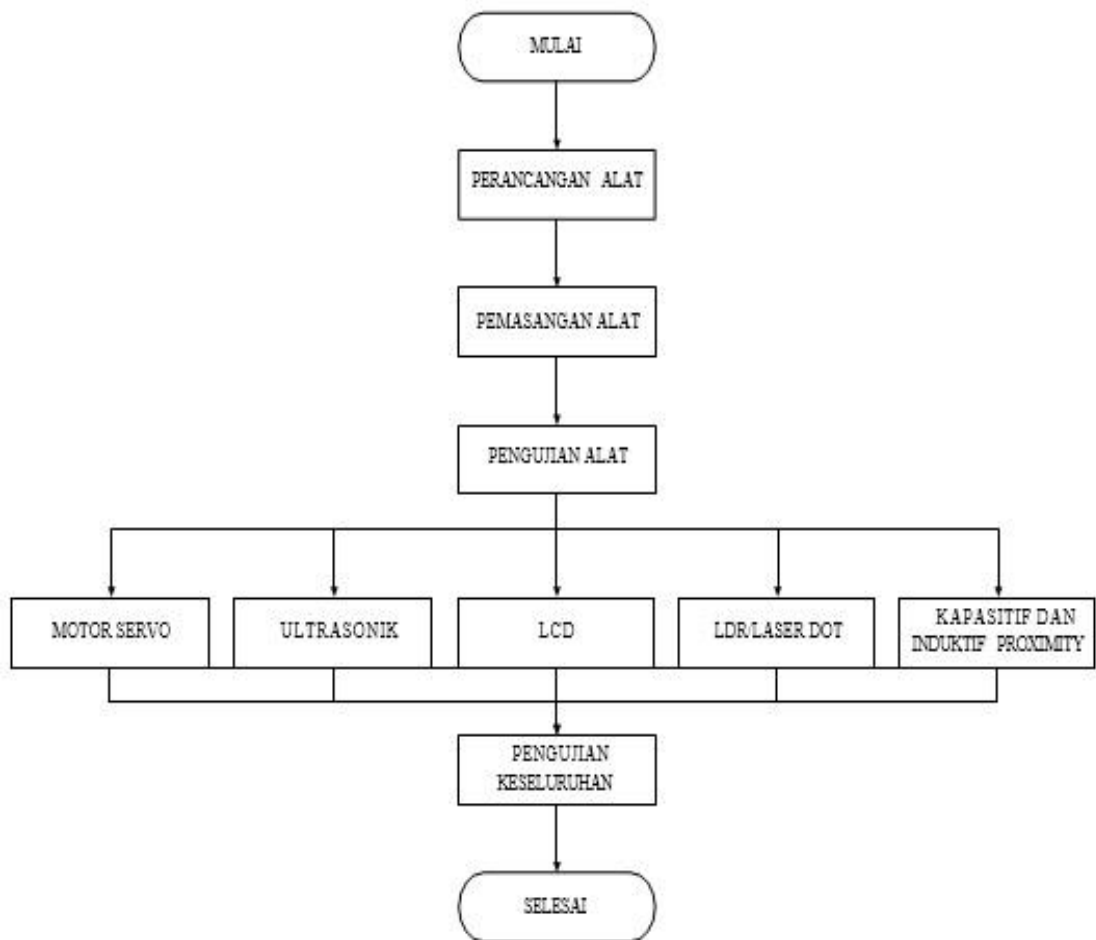 MULAI
PERANCANGAN ALAT
PEMASANGAN ALAT
PENGUJIAN ALAT
MOTOR SERVO
ULTRASONIK
LCD
LDR/LASER DOT
KAPASITIF DAN
INDUKTIF PROXIMITY
PENGUJIAN
KESELURUHAN
SELESAI